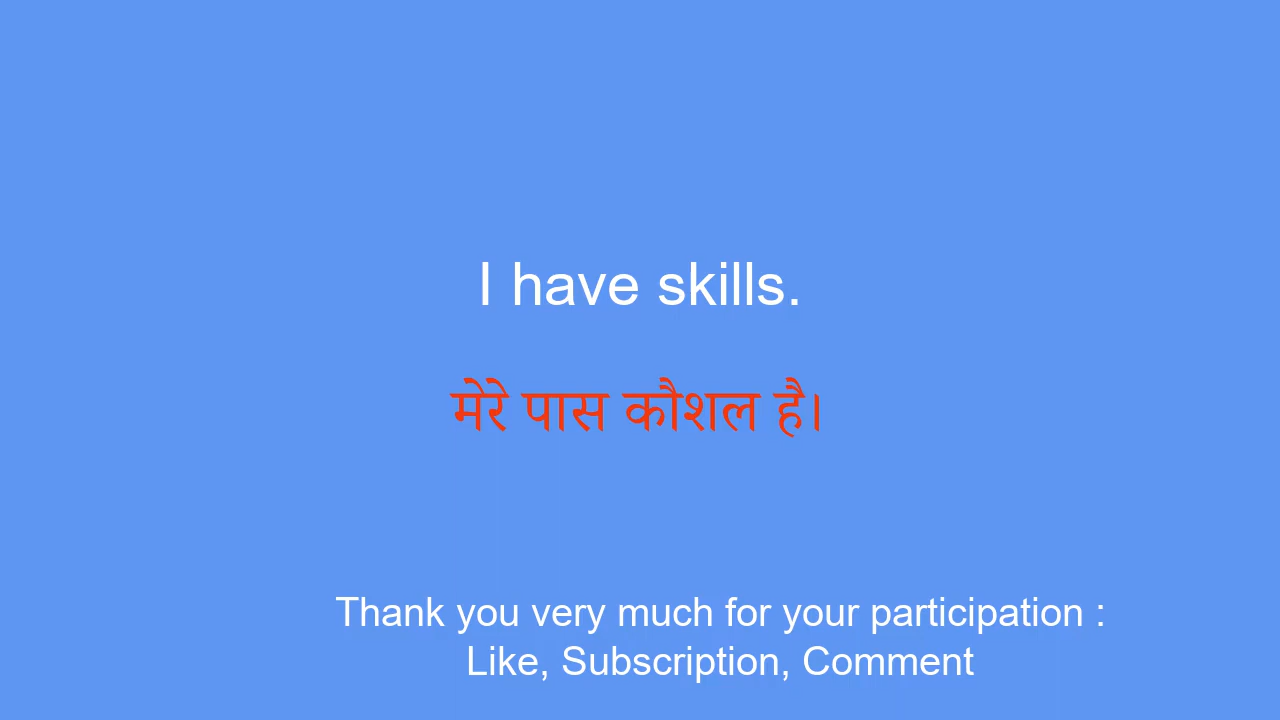 I have skills.
मेरे पास कौशल है।
Thank you very much for your participation :
Like, Subscription, Comment